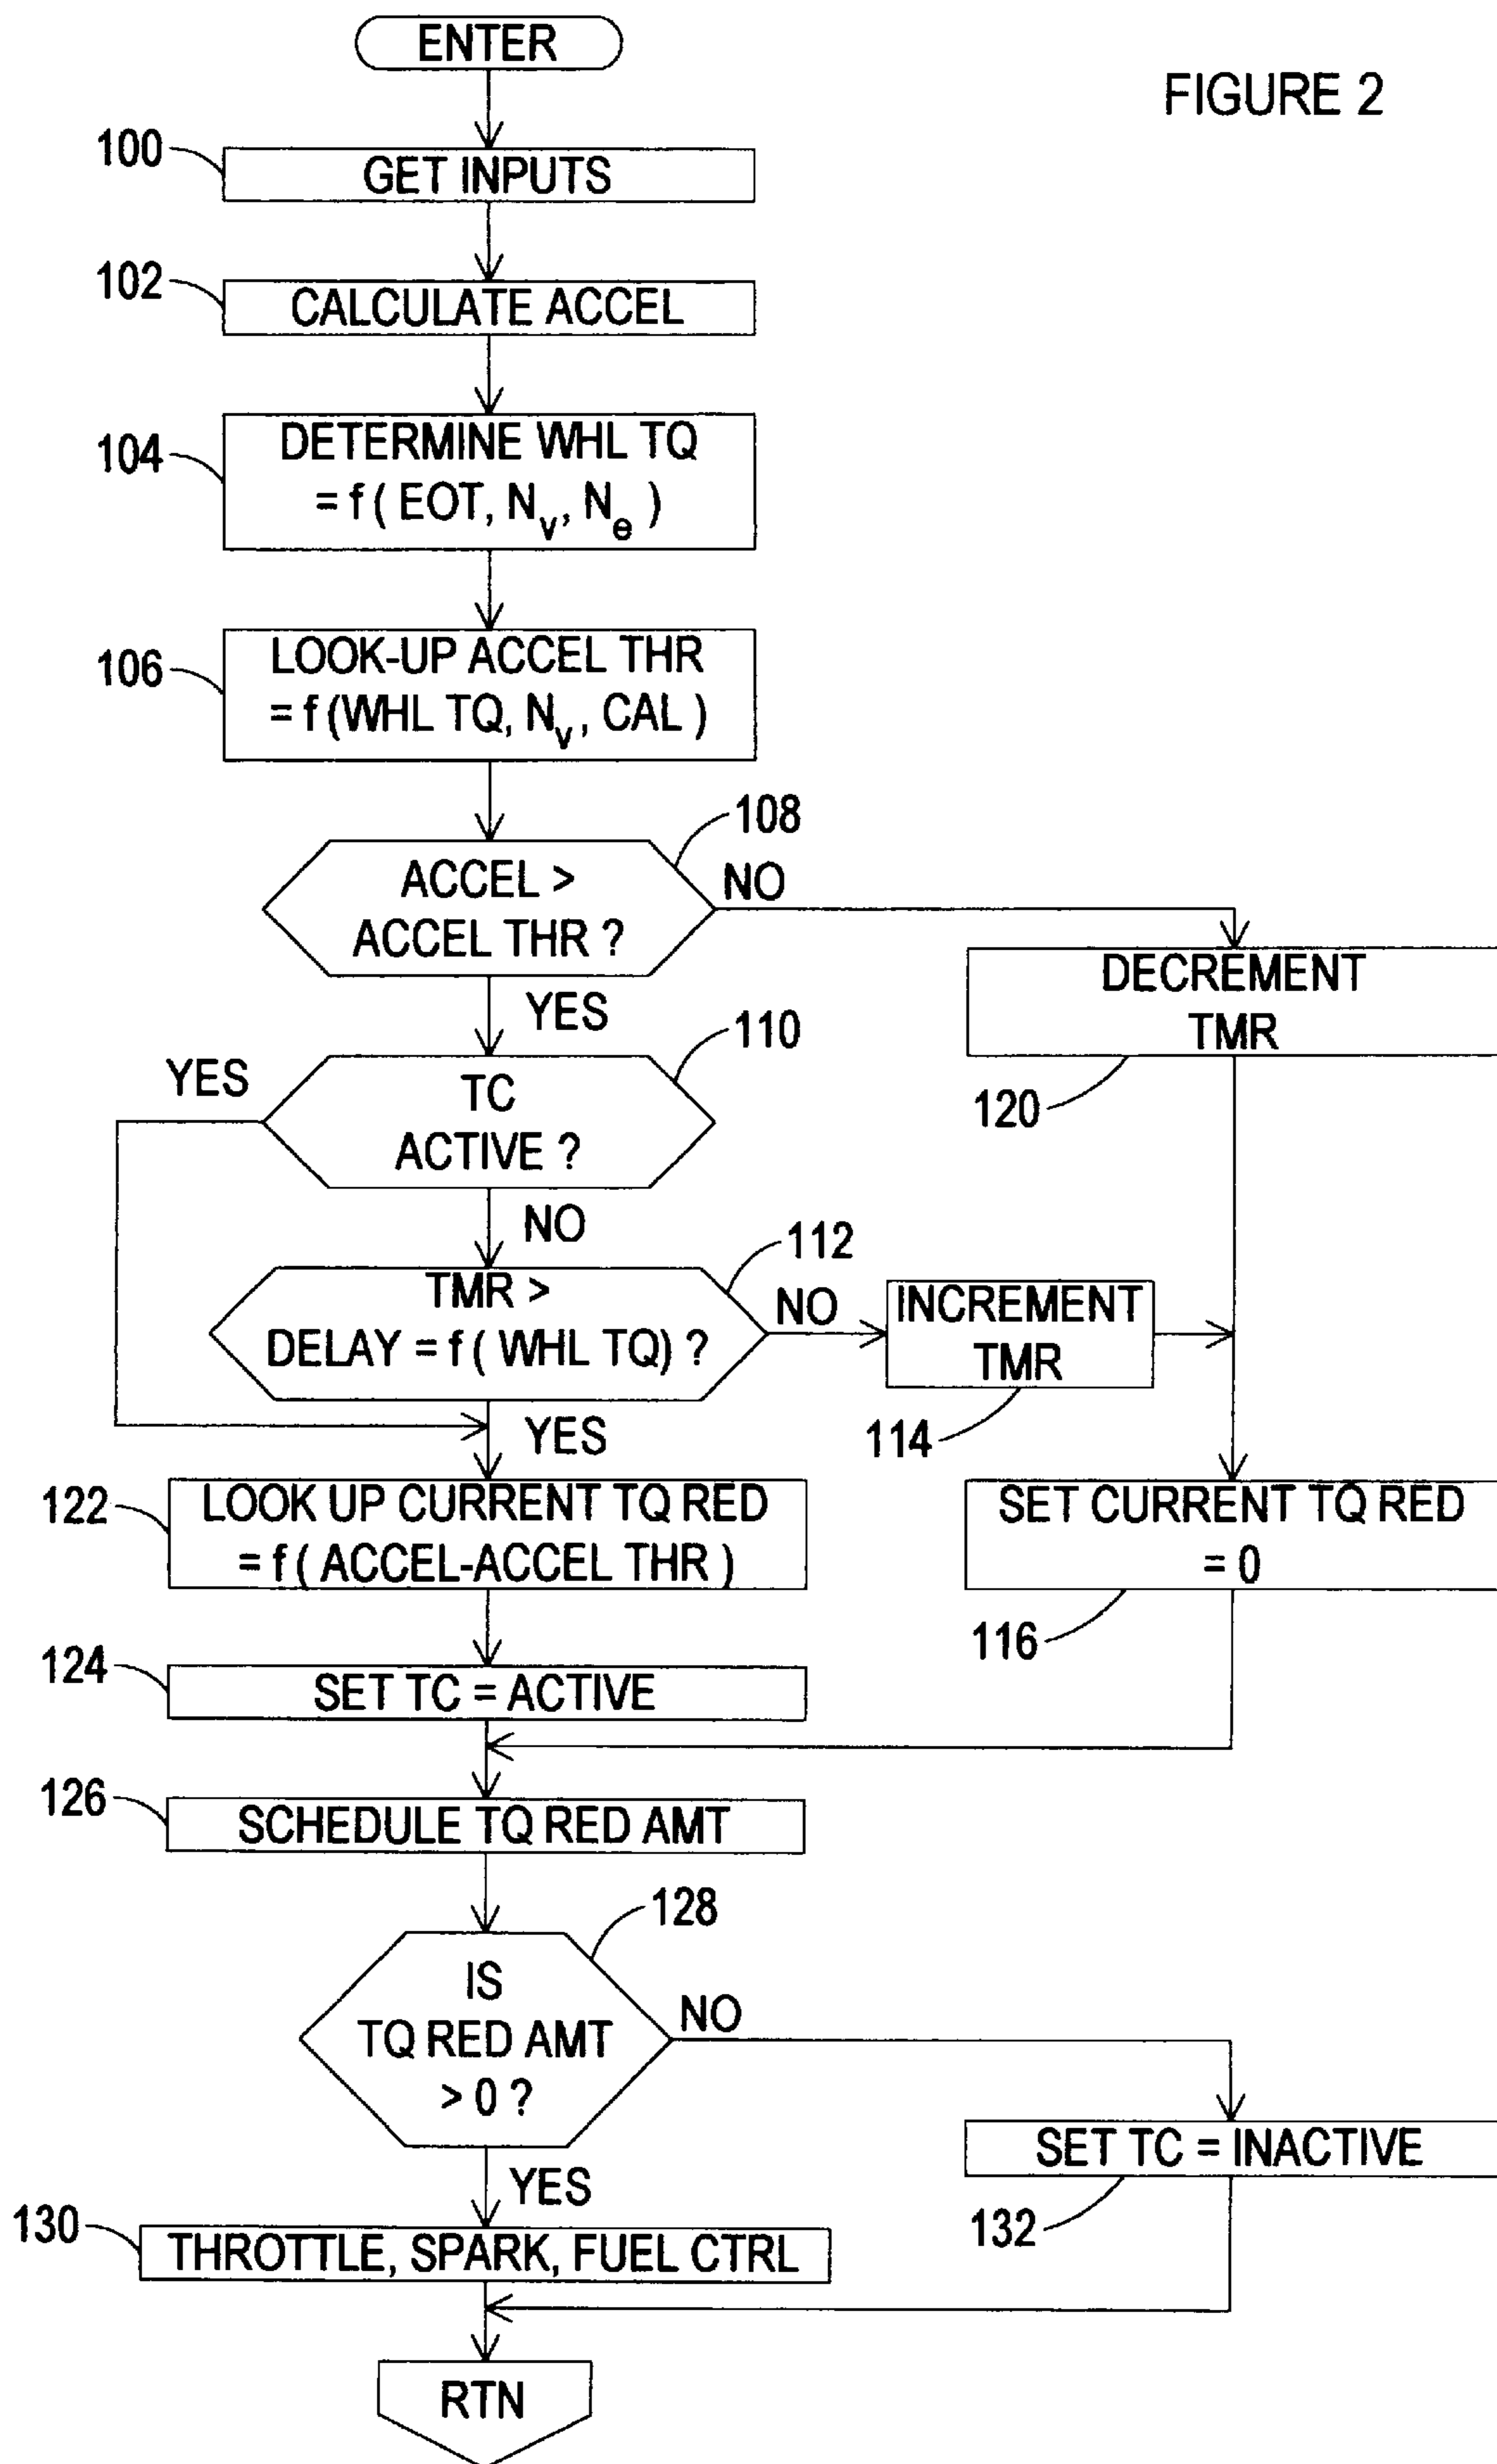 ENTER
FIGURE 2
100
GET INPUTS
102
CALCULATE ACCEL
104
DETERMINE WHL TQ
= f ( EOT, Nv, Ne )
106
LOOK-UP ACCEL THR
= f (WHL TQ, Nv, CAL )
108
ACCEL >
ACCEL THR ?
NO
YES
DECREMENT
TMR
120
110
YES
TC
ACTIVE ?
NO
112
TMR >
DELAY = f ( WHL TQ) ?
NO
INCREMENT
TMR
114
YES
122
LOOK UP CURRENT TQ RED
= f ( ACCEL-ACCEL THR )
SET CURRENT TQ RED
= 0
116
124
SET TC = ACTIVE
126
SCHEDULE TQ RED AMT
128
IS
TQ RED AMT
> 0 ?
NO
YES
SET TC = INACTIVE
132
130
THROTTLE, SPARK, FUEL CTRL
RTN